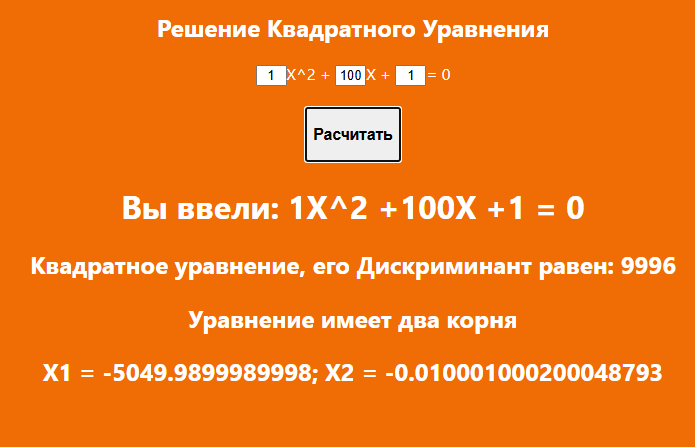 Решение Квадратного Уравнения
1 X^2 + 100 X + 1 = 0
Расчитать
Вы ввели: 1X^2 +100X +1 = 0
Квадратное уравнение, его Дискриминант равен: 9996
Уравнение имеет два корня
X1 = -5049.9899989998; X2 = -0.010001000200048793